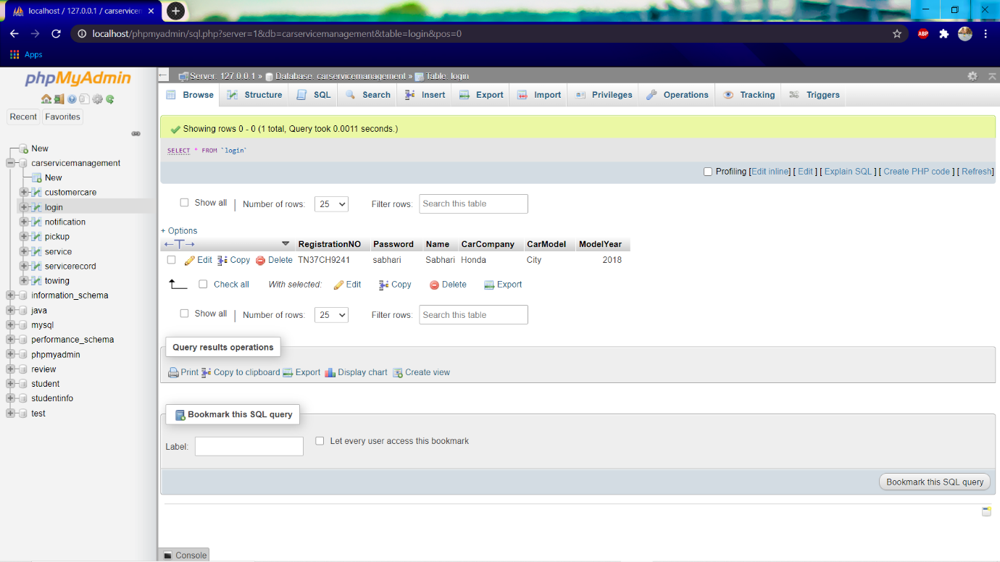 localhost / 127.0.0.1 / carservicen
localhost/phpmyadmin/sql.php?server=1&db=carservicemanagement&table=login&pos=0
ABP
Apps
phpMyAdmin
Recent Favorites
New
carservicemanagement
New
customercare
login
notification
pickup
service
servicerecord
towing
information_schema
java
mysql
performance_schema
phpmyadmin
review
student
studentinfo
test
Server: 127.0.0.1 » Database: carservicemanagement » Table: login
Browse Structure SQL Search Insert Export Import Privileges Operations Tracking Triggers
Showing rows 0 - 0 (1 total, Query took 0.0011 seconds.)
SELECT * FROM `login`
Profiling [Edit inline] [ Edit ] [ Explain SQL ] [ Create PHP code ] [ Refresh]
Show all | Number of rows: 25 Filter rows: Search this table
+ Options
RegistrationNO Password Name CarCompany CarModel ModelYear
Edit Copy Delete TN37CH9241 sabhari Sabhari Honda City 2018
Check all With selected: Edit Copy Delete Export
Show all | Number of rows: 25 Filter rows: Search this table
Query results operations
Print Copy to clipboard Export Display chart Create view
Bookmark this SQL query
Label: Let every user access this bookmark
Bookmark this SQL query
Console